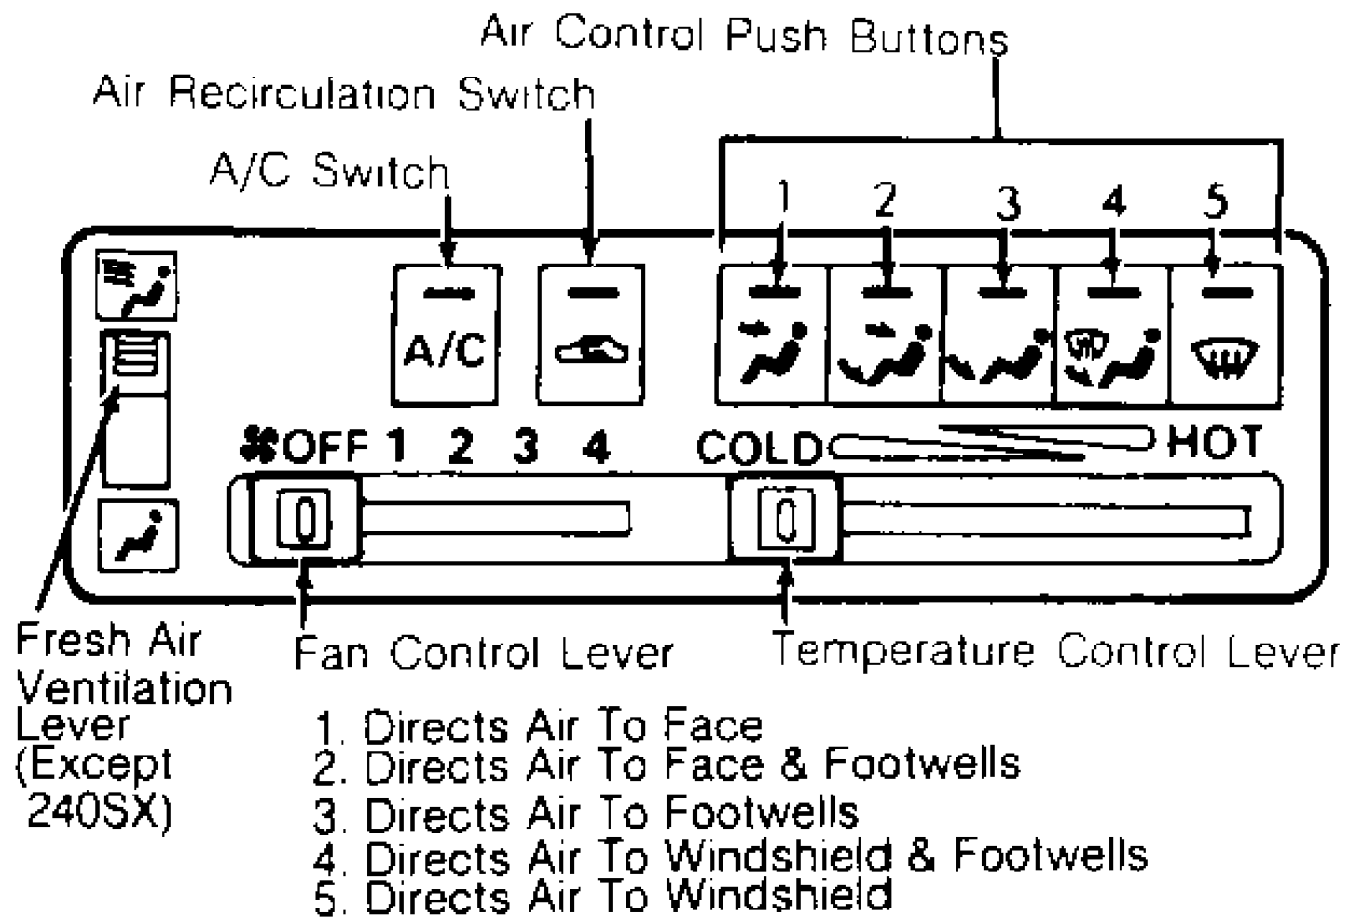 Air Control Push Buttons
Air Recirculation Switch
A/C Switch
1 2 3 4 5
A/C
OFF 1 2 3 4
COLD HOT
Fresh Air
Ventilation
Lever
(Except
240SX)
Fan Control Lever
Temperature Control Lever
1. Directs Air To Face
2. Directs Air To Face & Footwells
3. Directs Air To Footwells
4. Directs Air To Windshield & Footwells
5. Directs Air To Windshield